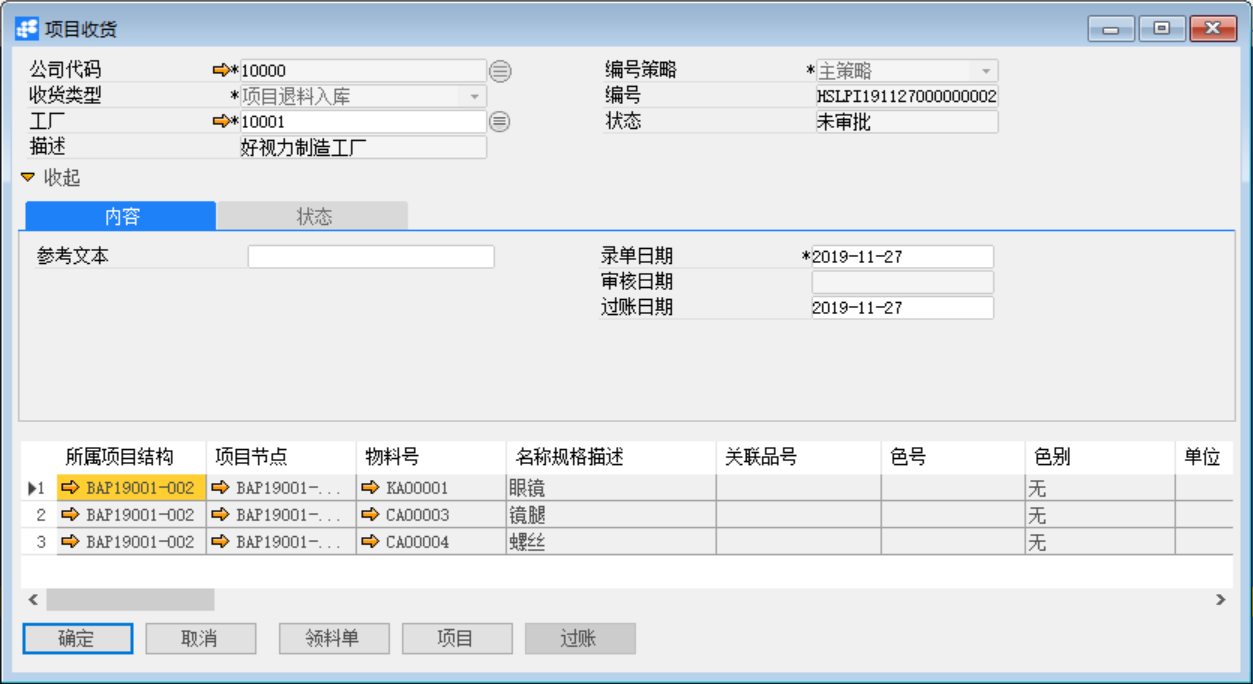 项目收货
公司代码 *10000 编号策略 *主策略
收货类型 *项目退料入库 编号 HSLPI191127000000002
工厂 *10001 状态 未审批
描述 好视力制造工厂
收起
内容 状态
参考文本 录单日期 *2019-11-27
审核日期
过账日期 2019-11-27
所属项目结构 项目节点 物料号 名称规格描述 关联品号 色号 色别 单位
1 BAP19001-002 BAP19001-... KA00001 眼镜 无
2 BAP19001-002 BAP19001-... CA00003 镜腿 无
3 BAP19001-002 BAP19001-... CA00004 螺丝 无
确定 取消 领料单 项目 过账